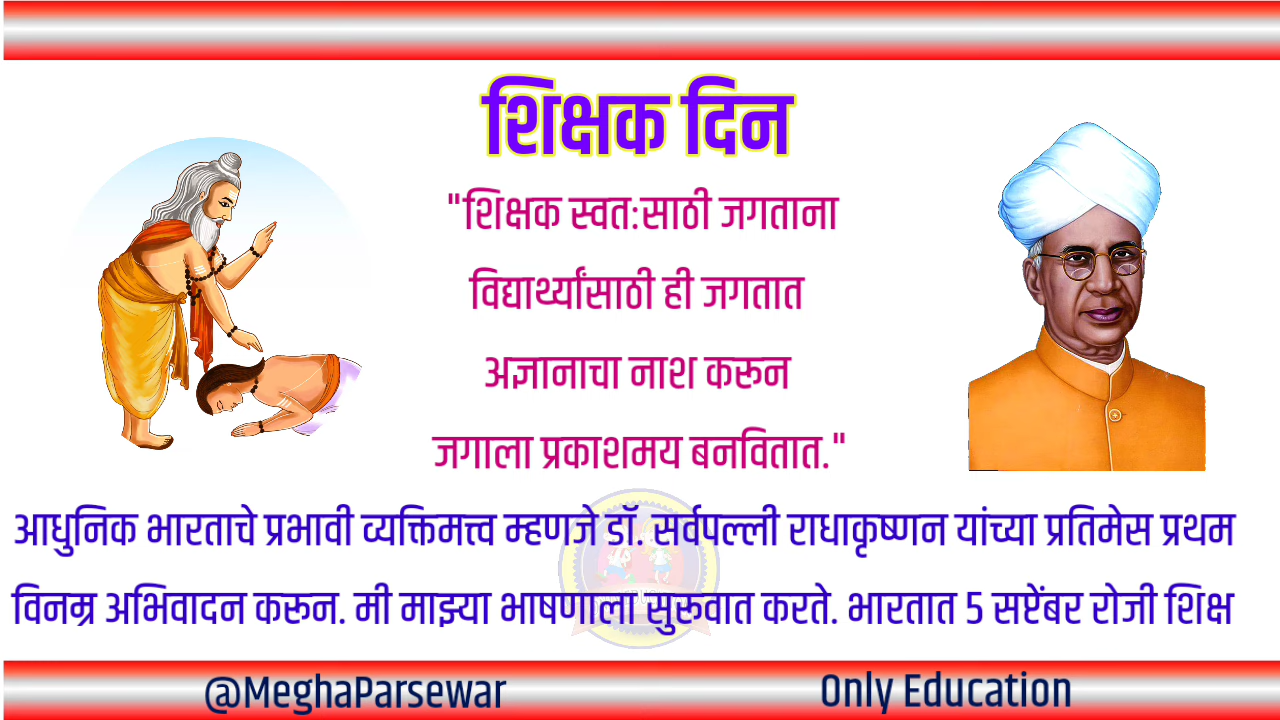 शिक्षक दिन
"शिक्षक स्वतःसाठी जगताना
विद्यार्थ्यांसाठी ही जगतात
अज्ञानाचा नाश करून
जगाला प्रकाशमय बनवितात."
आधुनिक भारताचे प्रभावी व्यक्तिमत्त्व म्हणजे डॉ. सर्वपल्ली राधाकृष्णन यांच्या प्रतिमेस प्रथम
विनम्र अभिवादन करून. मी माझ्या भाषणाला सुरूवात करते. भारतात 5 सप्टेंबर रोजी शिक्ष
@MeghaParsewar
Only Education